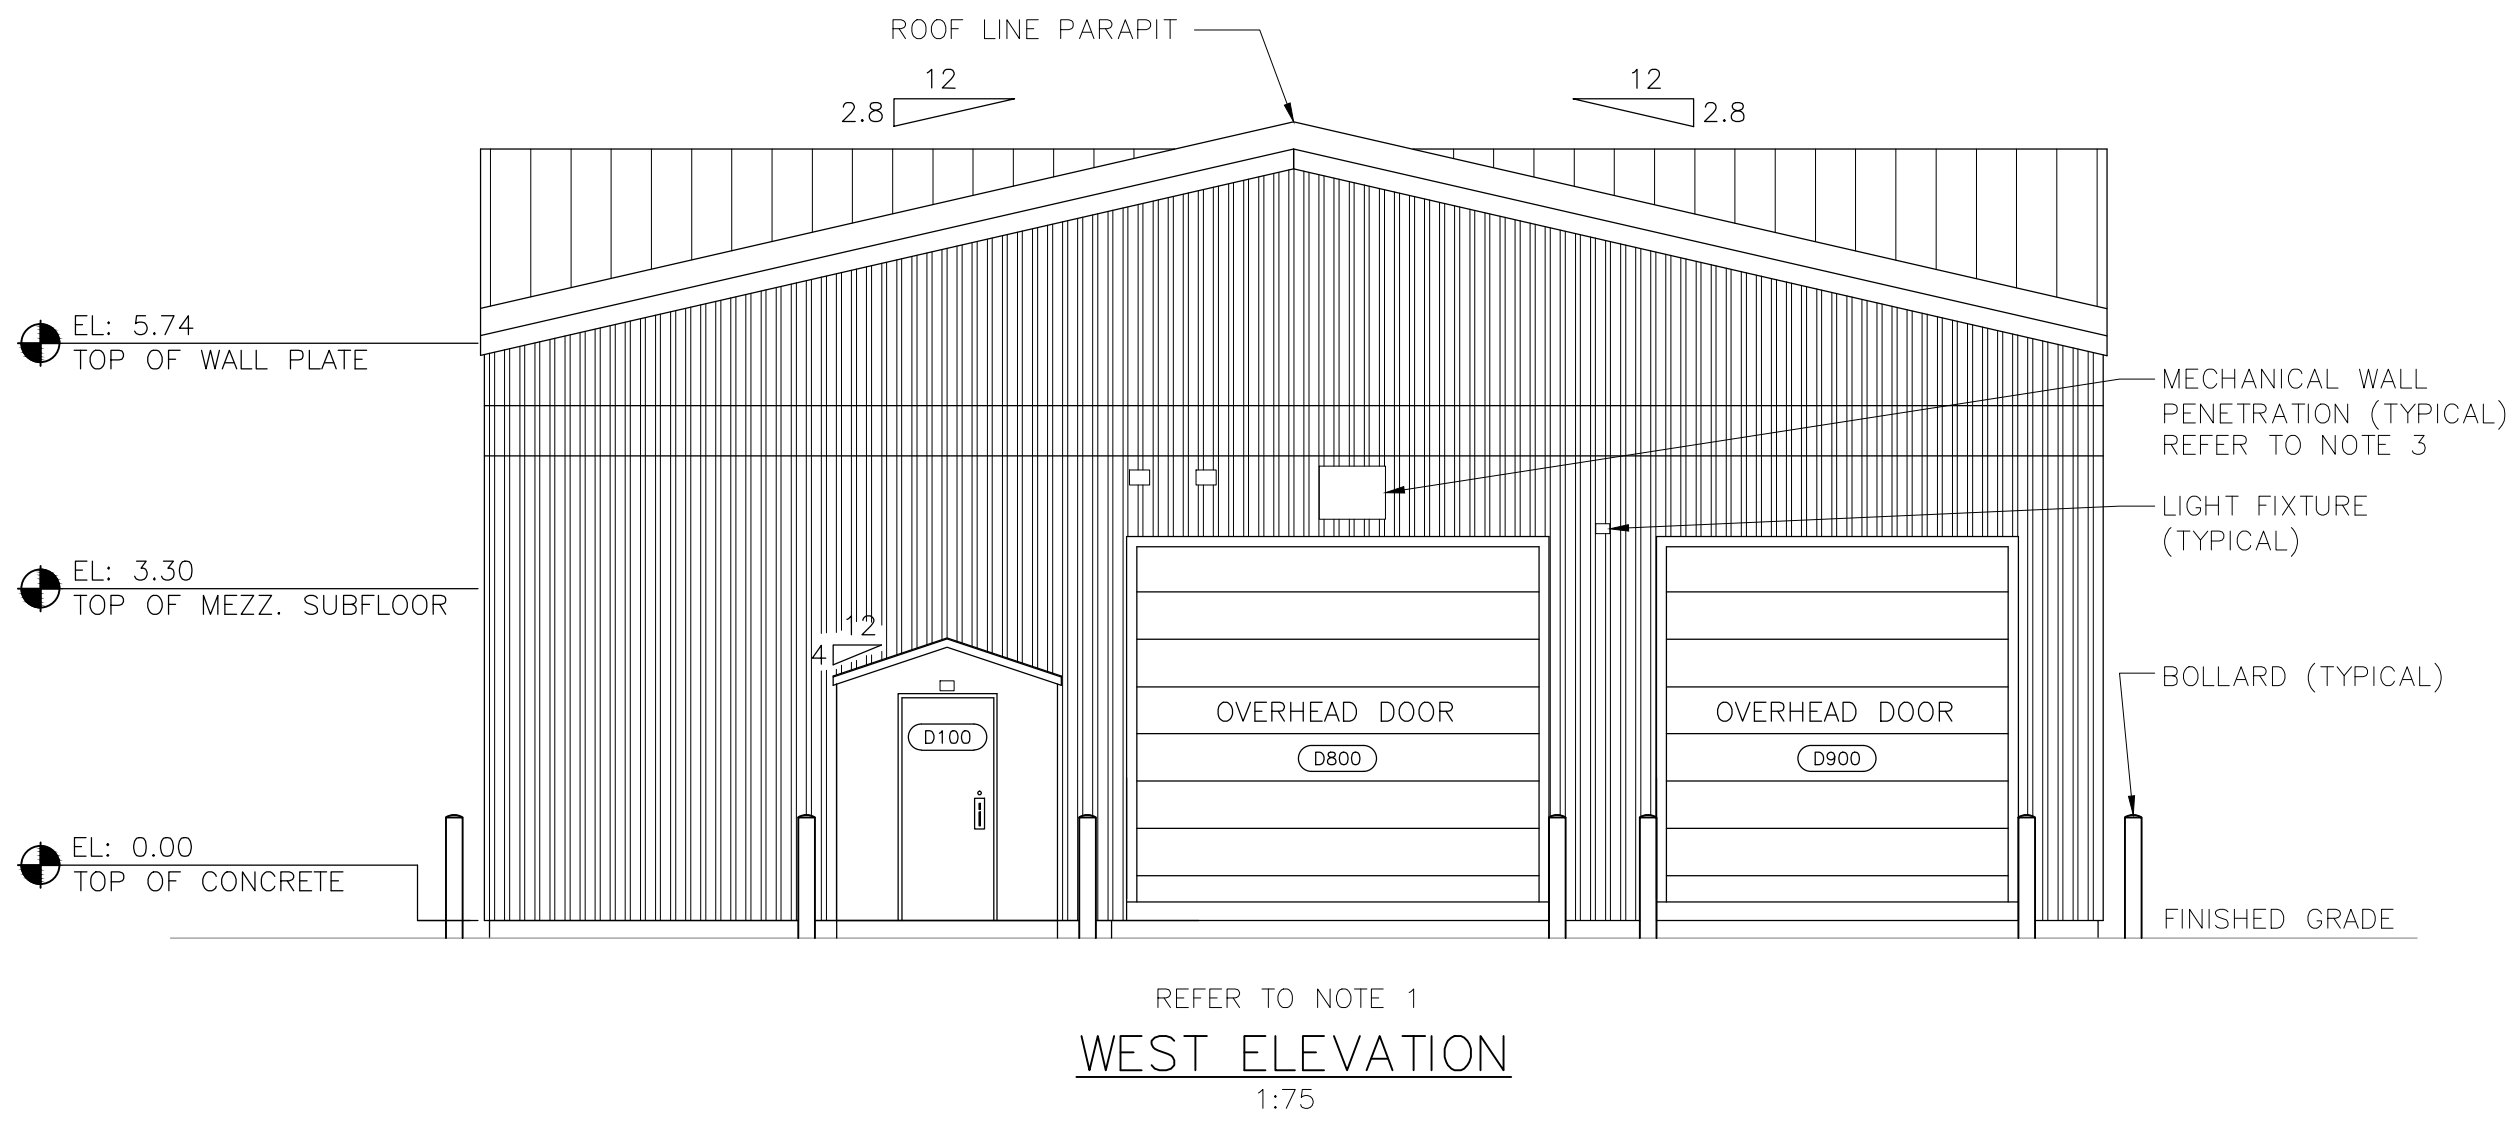 ROOF LINE PARAPIT
12
2.8
12
2.8
EL: 5.74
TOP OF WALL PLATE
MECHANICAL WALL
PENETRATION (TYPICAL)
REFER TO NOTE 3
LIGHT FIXTURE
(TYPICAL)
EL: 3.30
TOP OF MEZZ. SUBFLOOR
12
4
BOLLARD (TYPICAL)
OVERHEAD DOOR
D800
OVERHEAD DOOR
D900
D100
EL: 0.00
TOP OF CONCRETE
FINISHED GRADE
REFER TO NOTE 1
WEST ELEVATION
1:75